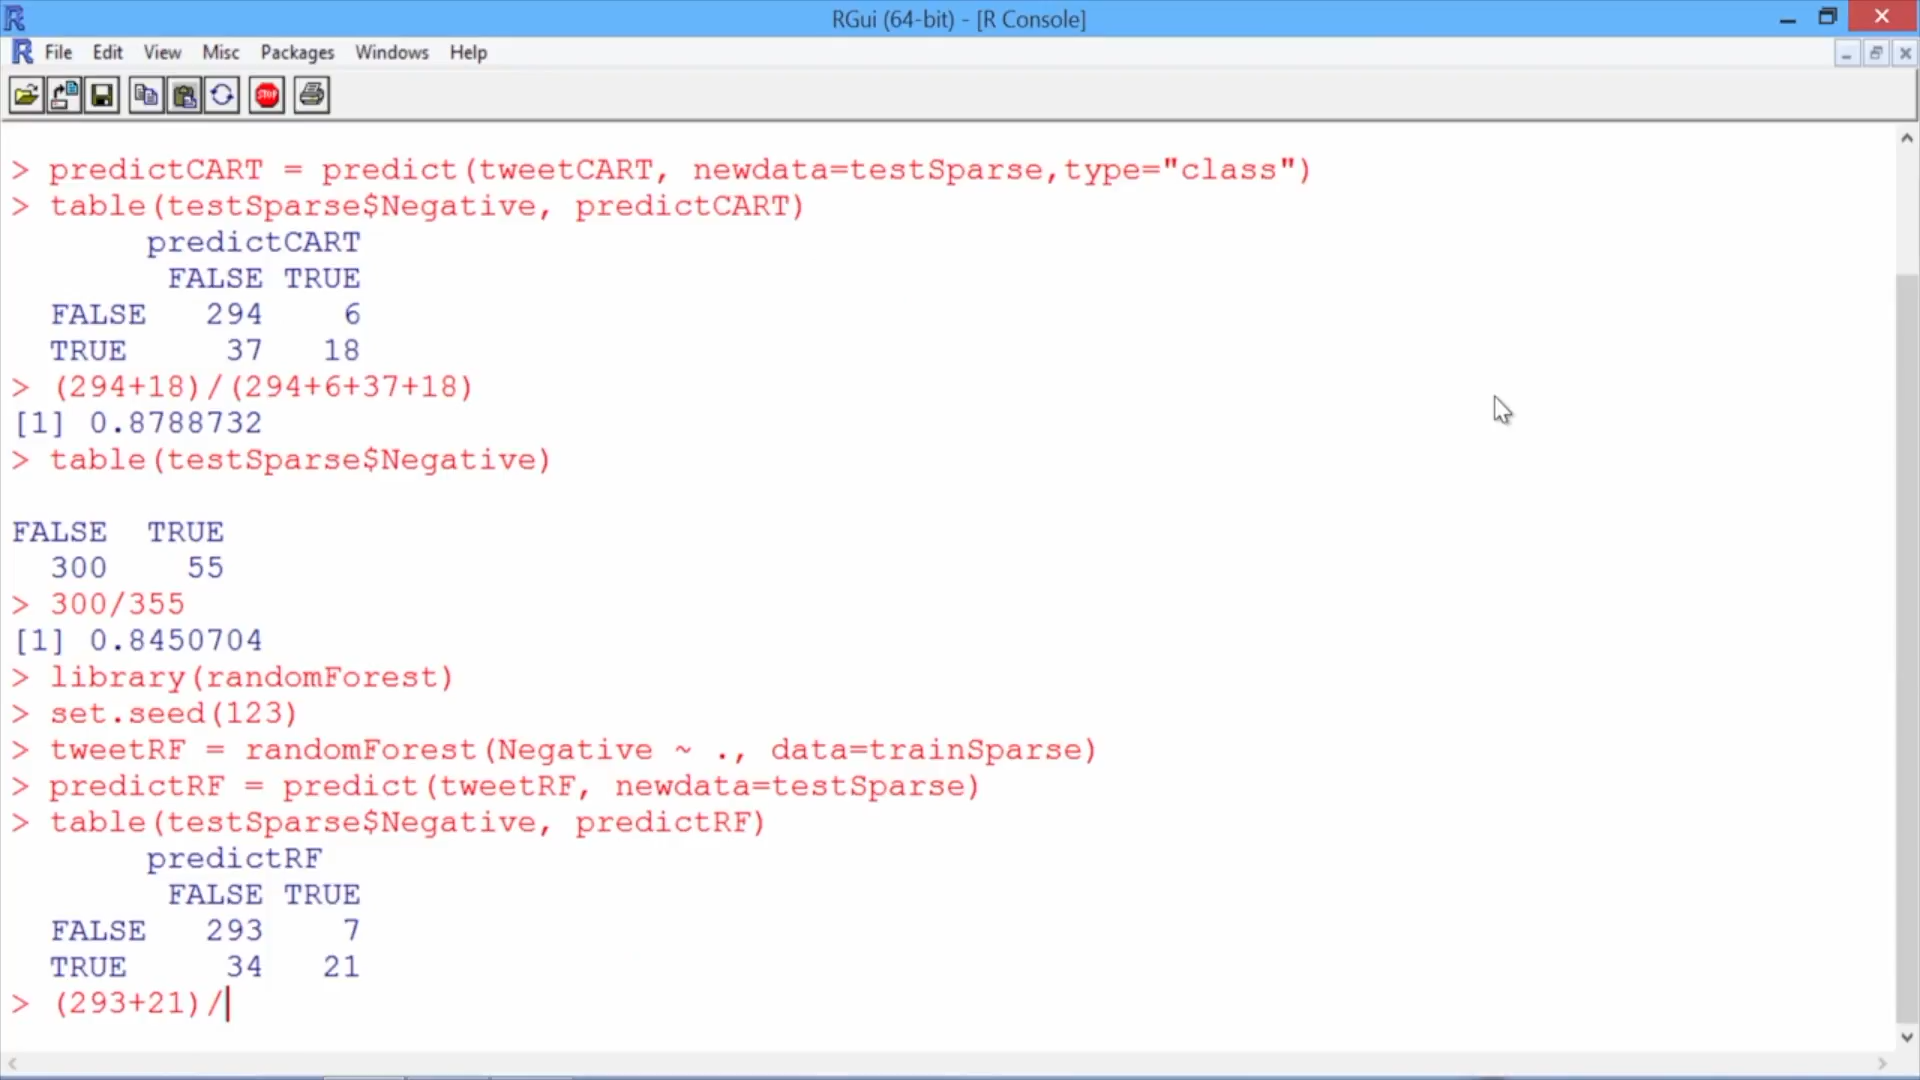 RGui (64-bit) - [R Console]
File Edit View Misc Packages Windows Help
STOP
> predictCART = predict(tweetCART, newdata=testSparse,type="class")
> table(testSparse$Negative, predictCART)
predictCART
FALSE TRUE
FALSE 294 6
TRUE 37 18
> (294+18)/(294+6+37+18)
[1] 0.8788732
> table(testSparse$Negative)
FALSE TRUE
300 55
> 300/355
[1] 0.8450704
> library(randomForest)
> set.seed(123)
> tweetRF = randomForest(Negative ~ ., data=trainSparse)
> predictRF = predict(tweetRF, newdata=testSparse)
> table(testSparse$Negative, predictRF)
predictRF
FALSE TRUE
FALSE 293 7
TRUE 34 21
> (293+21)/